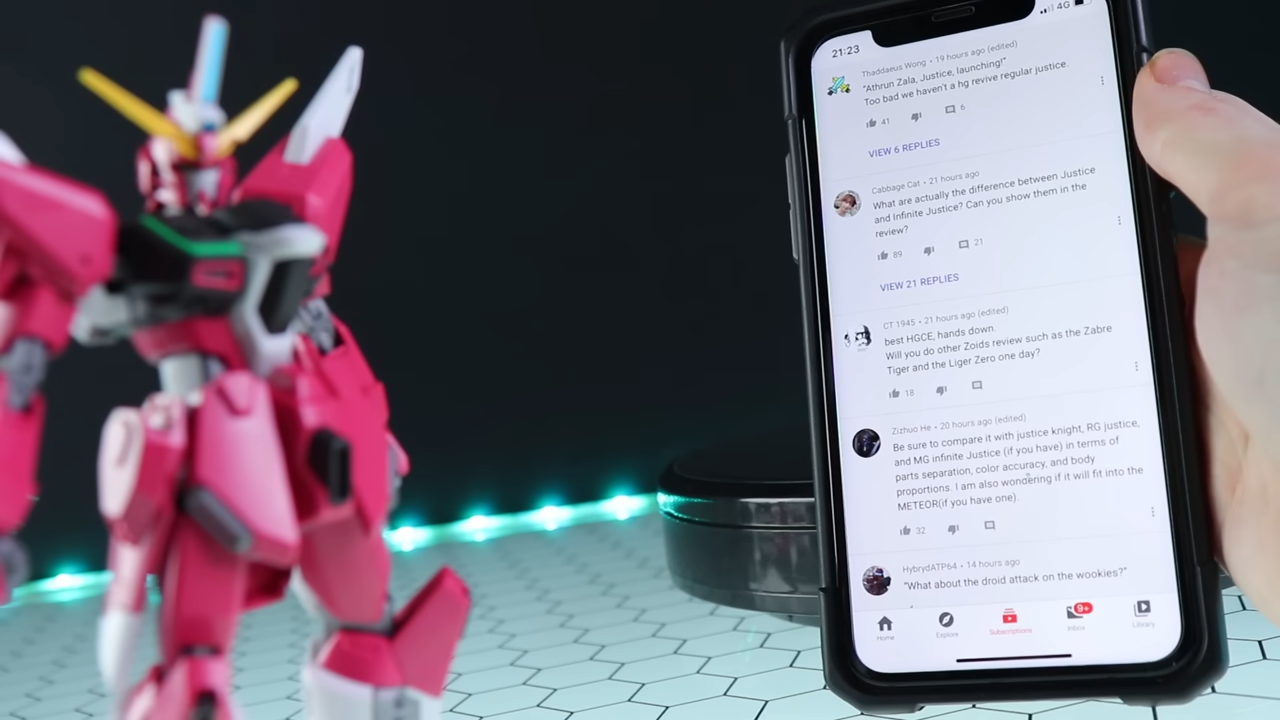 21:23
4G
Thaddaeus Wong • 19 hours ago (edited)
"Athrun Zala, Justice, launching!"
Too bad we haven't a hg revive regular justice.
41
6
VIEW 6 REPLIES
Cabbage Cat • 21 hours ago
What are actually the difference between Justice
and Infinite Justice? Can you show them in the
review?
89
21
VIEW 21 REPLIES
CT 1945 • 21 hours ago (edited)
best HGCE, hands down.
Will you do other Zoids review such as the Zabre
Tiger and the Liger Zero one day?
18
Zizhuo He • 20 hours ago (edited)
Be sure to compare it with justice knight, RG justice,
and MG infinite Justice (if you have) in terms of
parts separation, color accuracy, and body
proportions. I am also wondering if it will fit into the
METEOR(if you have one).
32
HybrydATP64 • 14 hours ago
"What about the droid attack on the wookies?"
Home
Explore
Subscriptions
9+
Inbox
Library